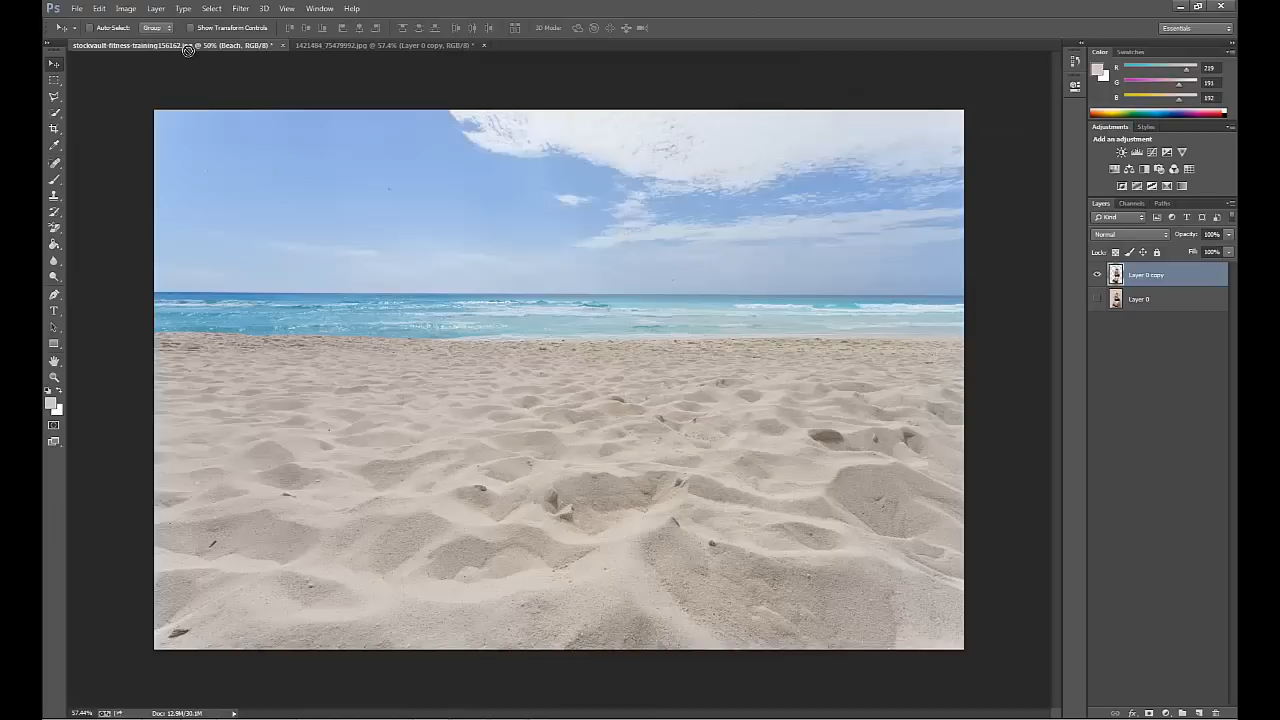 Ps File Edit Image Layer Type Select Filter 3D View Window Help
Auto-Select: Group Show Transform Controls 3D Mode: Essentials
stockvault-fitness-training156162.jpg @ 50% (Beach, RGB/8) * × 1421484_75479992.jpg @ 57.4% (Layer 0 copy, RGB/8) * ×
Color Swatches
R 219
G 191
B 192
Adjustments Styles
Add an adjustment
Layers Channels Paths
Kind
Normal Opacity: 100%
Lock: Fill: 100%
Layer 0 copy
Layer 0
57.44% Doc: 12.9M/30.1M